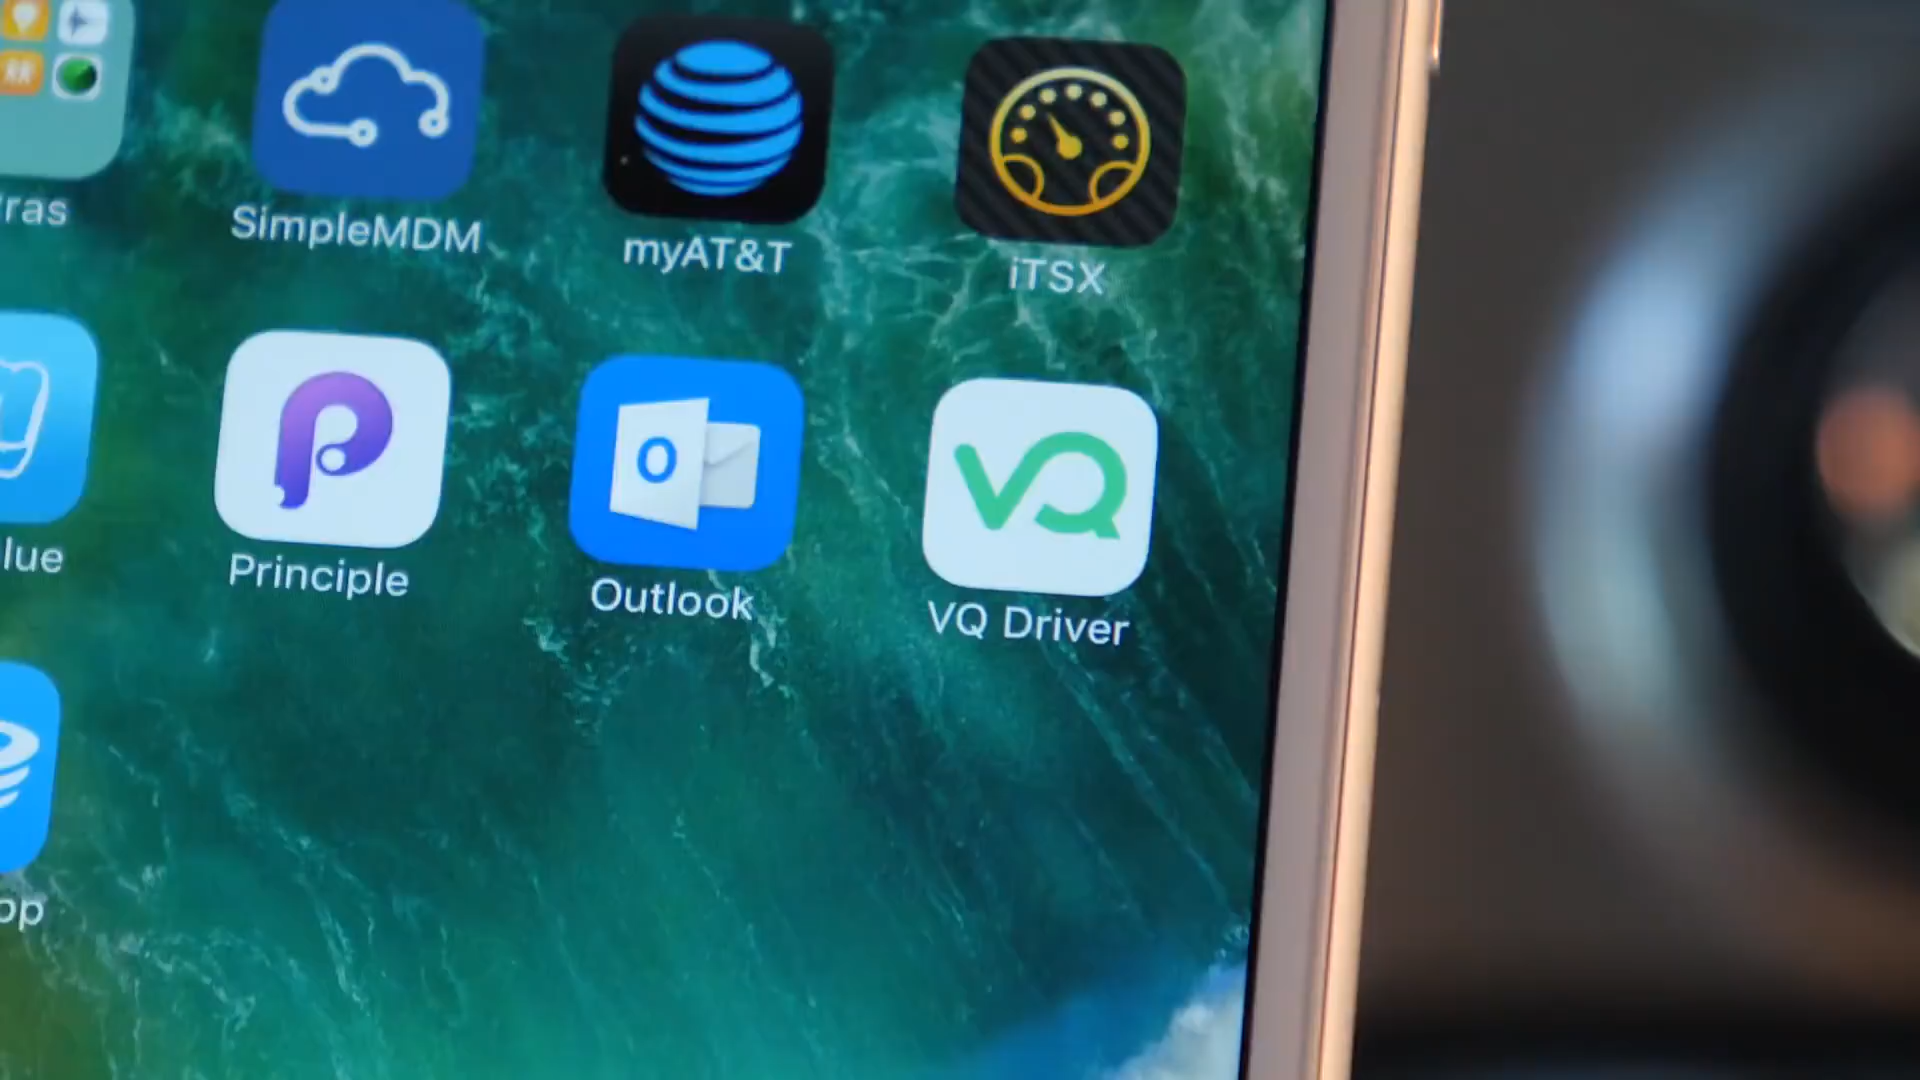 SimpleMDM
myAT&T
iTSX
Principle
Outlook
VQ Driver